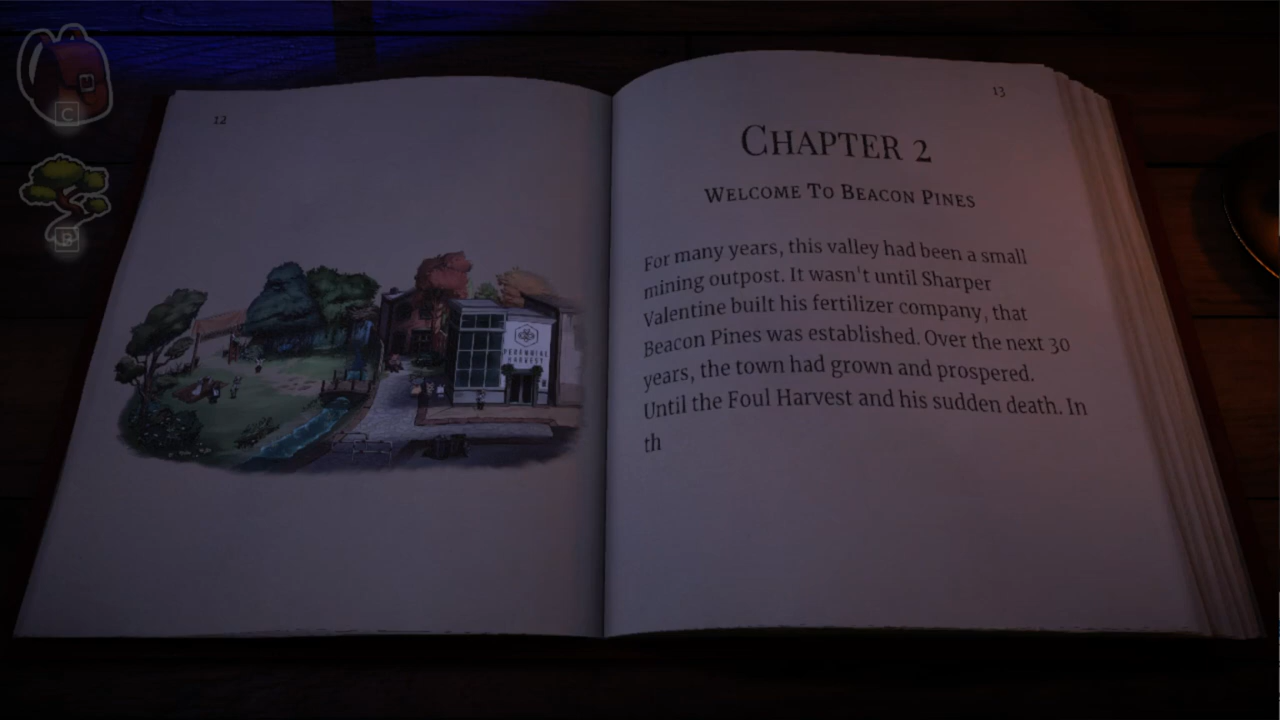 C
B
12
PERENNIAL
HARVEST
13
CHAPTER 2
WELCOME TO BEACON PINES
For many years, this valley had been a small
mining outpost. It wasn't until Sharper
Valentine built his fertilizer company, that
Beacon Pines was established. Over the next 30
years, the town had grown and prospered.
Until the Foul Harvest and his sudden death. In
th